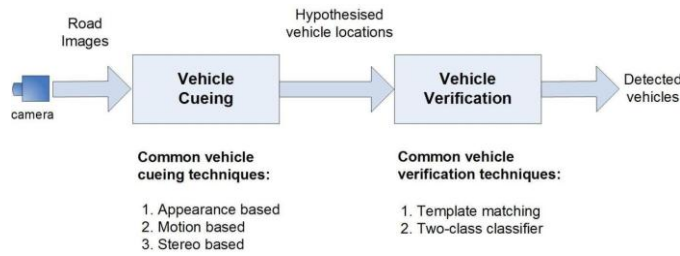 Road
Images
Hypothesised
vehicle locations
camera
Vehicle
Cueing
Vehicle
Verification
Detected
vehicles
Common vehicle
cueing techniques:
1. Appearance based
2. Motion based
3. Stereo based
Common vehicle
verification techniques:
1. Template matching
2. Two-class classifier